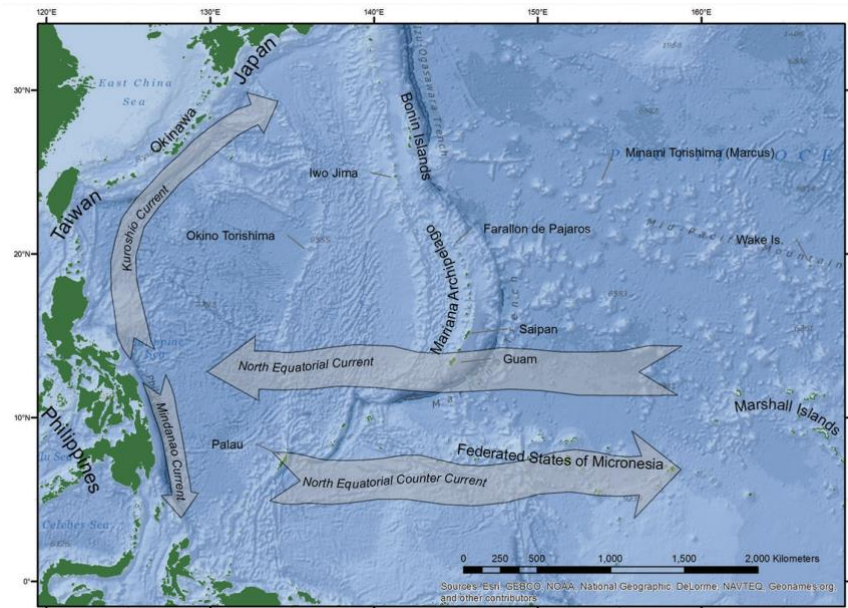 120°E
130°E
140°E
150°E
160°E
30°N
20°N
10°N
0°
30°N
20°N
10°N
0°
Japan
East China
Sea
Okinawa
Bonin Islands
Iwo Jima
Minami Torishima (Marcus)
Taiwan
Kuroshio Current
Okino Torishima
Farallon de Pajaros
Wake Is.
Mariana Archipelago
Saipan
Guam
North Equatorial Current
Philippines
Mindanao Current
Palau
Marshall Islands
Federated States of Micronesia
North Equatorial Counter Current
Celebes Sea
0 250 500 1,000 1,500 2,000 Kilometers
Sources: Esri, GEBCO, NOAA, National Geographic, DeLorme, NAVTEQ, Geonames.org,
and other contributors